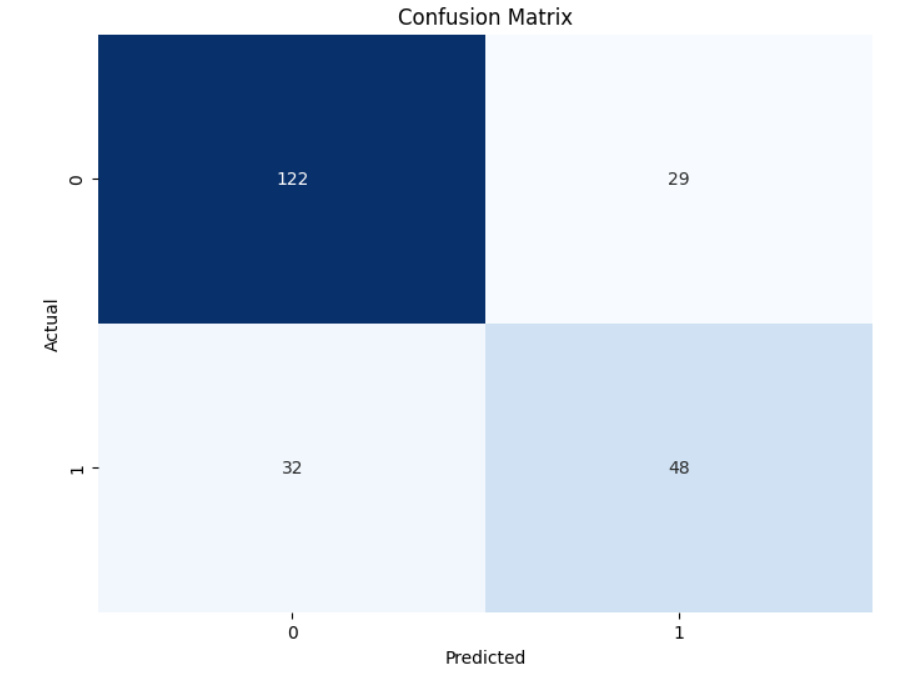 Confusion Matrix
Actual
0
122
29
1
32
48
0
1
Predicted